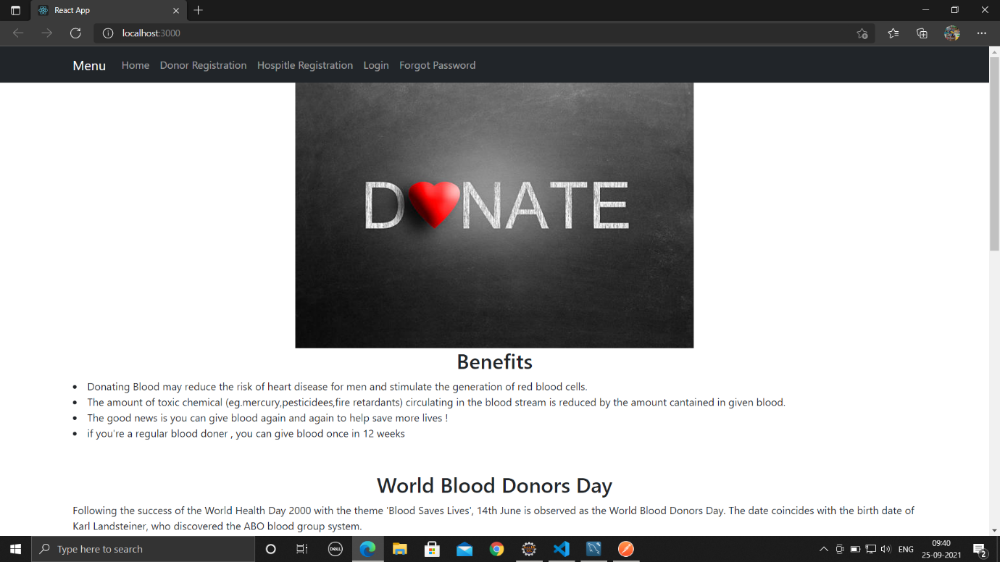 React App
localhost:3000
Menu Home Donor Registration Hospitle Registration Login Forgot Password
DONATE
Benefits
Donating Blood may reduce the risk of heart disease for men and stimulate the generation of red blood cells.
The amount of toxic chemical (eg.mercury,pesticidees,fire retardants) circulating in the blood stream is reduced by the amount cantained in given blood.
The good news is you can give blood again and again to help save more lives !
if you're a regular blood doner , you can give blood once in 12 weeks
World Blood Donors Day
Following the success of the World Health Day 2000 with the theme 'Blood Saves Lives', 14th June is observed as the World Blood Donors Day. The date coincides with the birth date of
Karl Landsteiner, who discovered the ABO blood group system.
Type here to search
DELL
ENG
09:40
25-09-2021
2